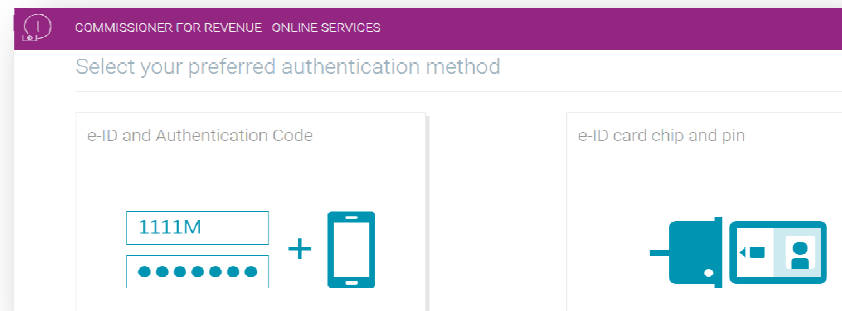 COMMISSIONER FOR REVENUE ONLINE SERVICES
Select your preferred authentication method
e-ID and Authentication Code
e-ID card chip and pin
1111M